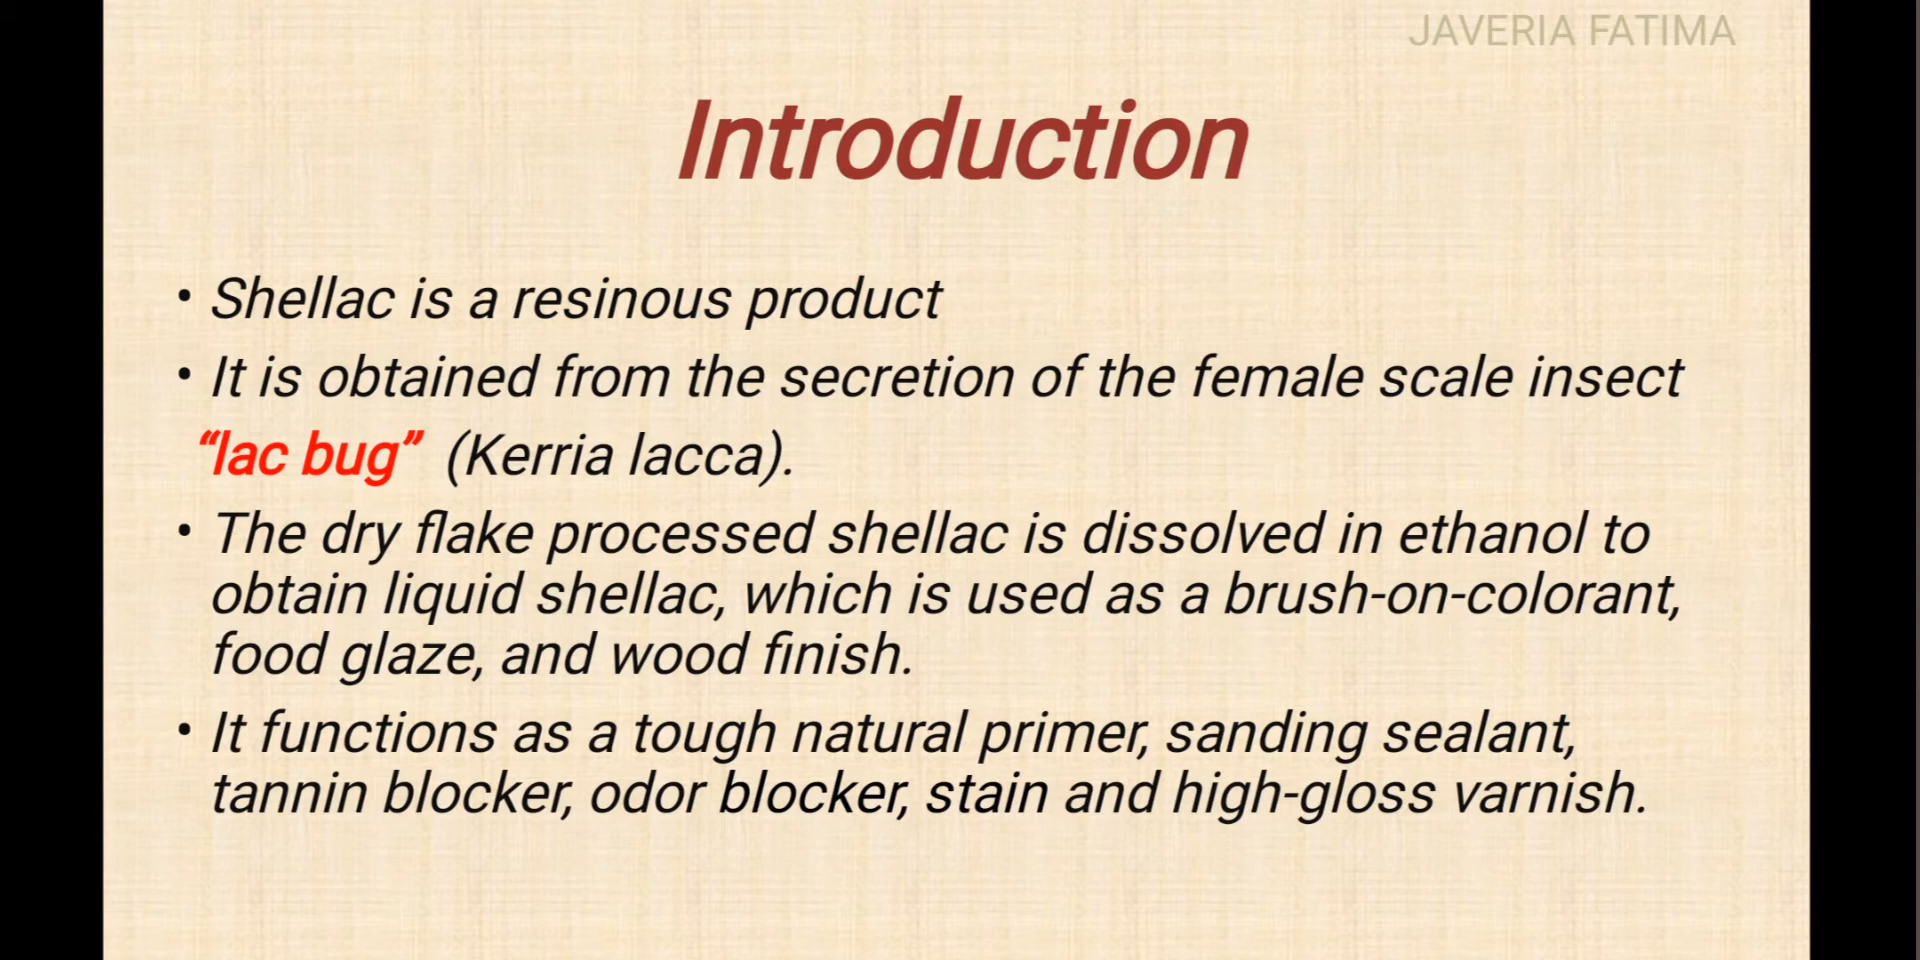 JAVERIA FATIMA
Introduction
• Shellac is a resinous product
• It is obtained from the secretion of the female scale insect
“lac bug” (Kerria lacca).
• The dry flake processed shellac is dissolved in ethanol to
obtain liquid shellac, which is used as a brush-on-colorant,
food glaze, and wood finish.
• It functions as a tough natural primer, sanding sealant,
tannin blocker, odor blocker, stain and high-gloss varnish.